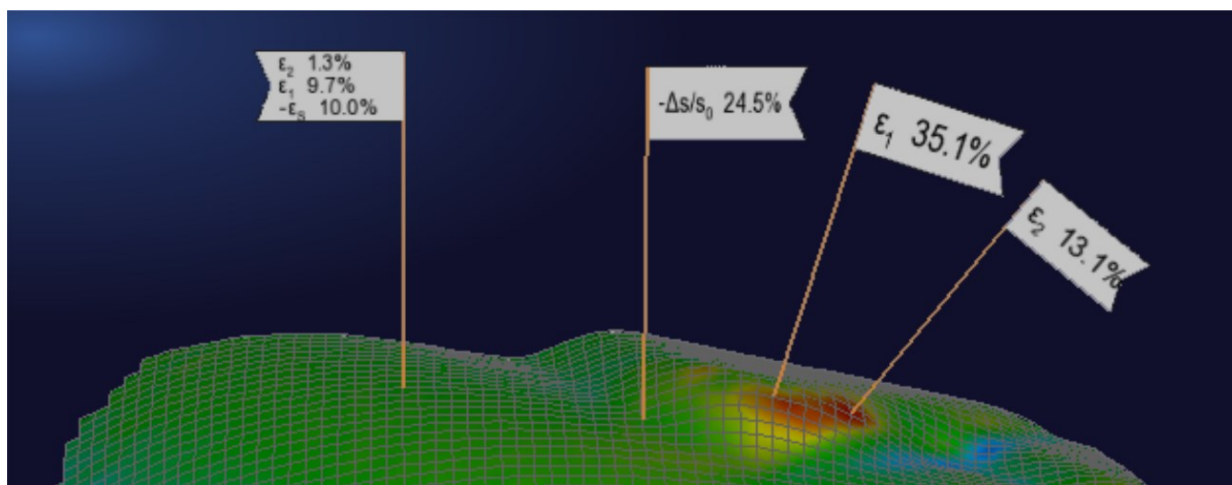 ε₂ 1.3%
ε₁ 9.7%
-εₛ 10.0%
-Δs/s₀ 24.5%
ε₁ 35.1%
ε₂ 13.1%